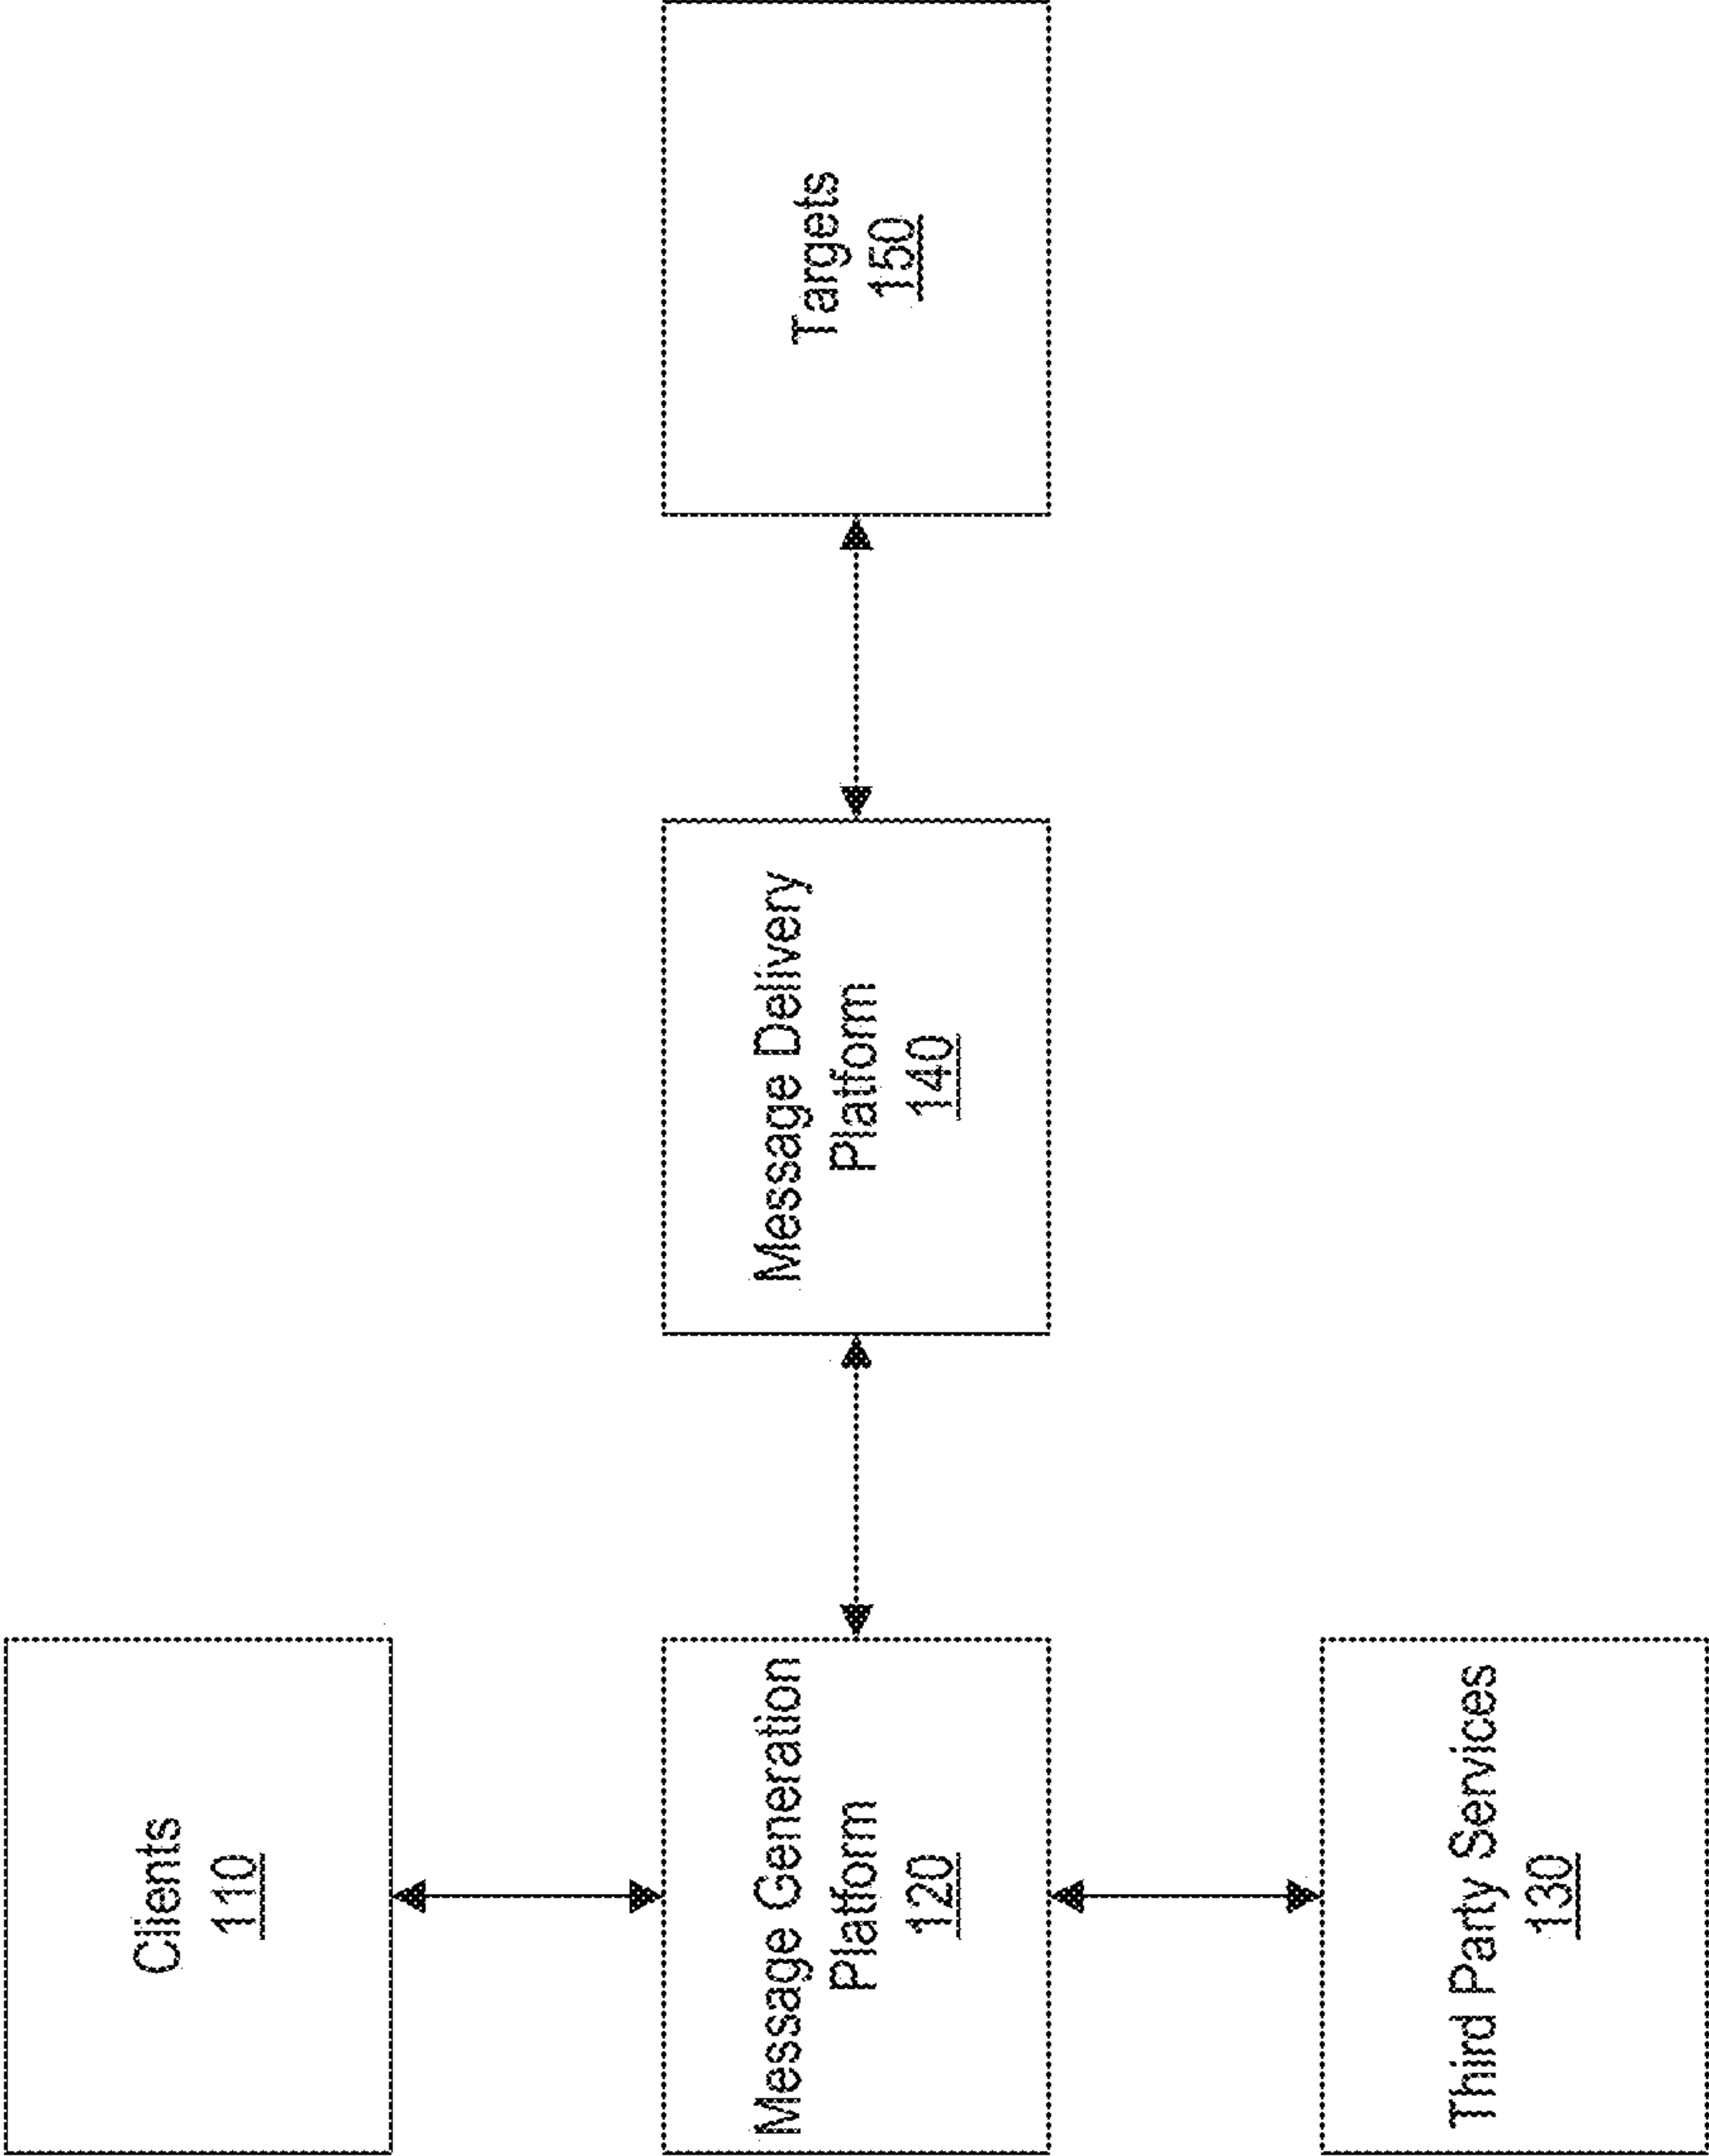 Clients
110
Message Generation
Platform
120
Third Party Services
130
Message Delivery
Platform
140
Targets
150